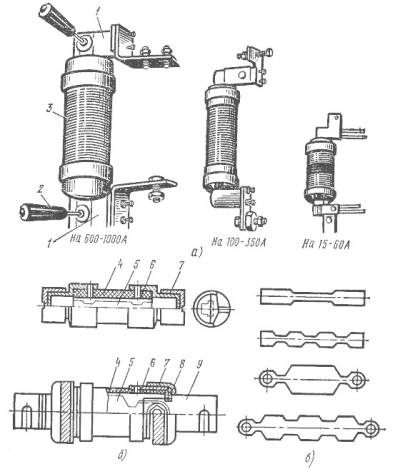 1
3
2
1
На 600-1000А
На 100-350А
На 15-60А
а)
4 5 6 7
4 5 6 7 8 9
б)
в)